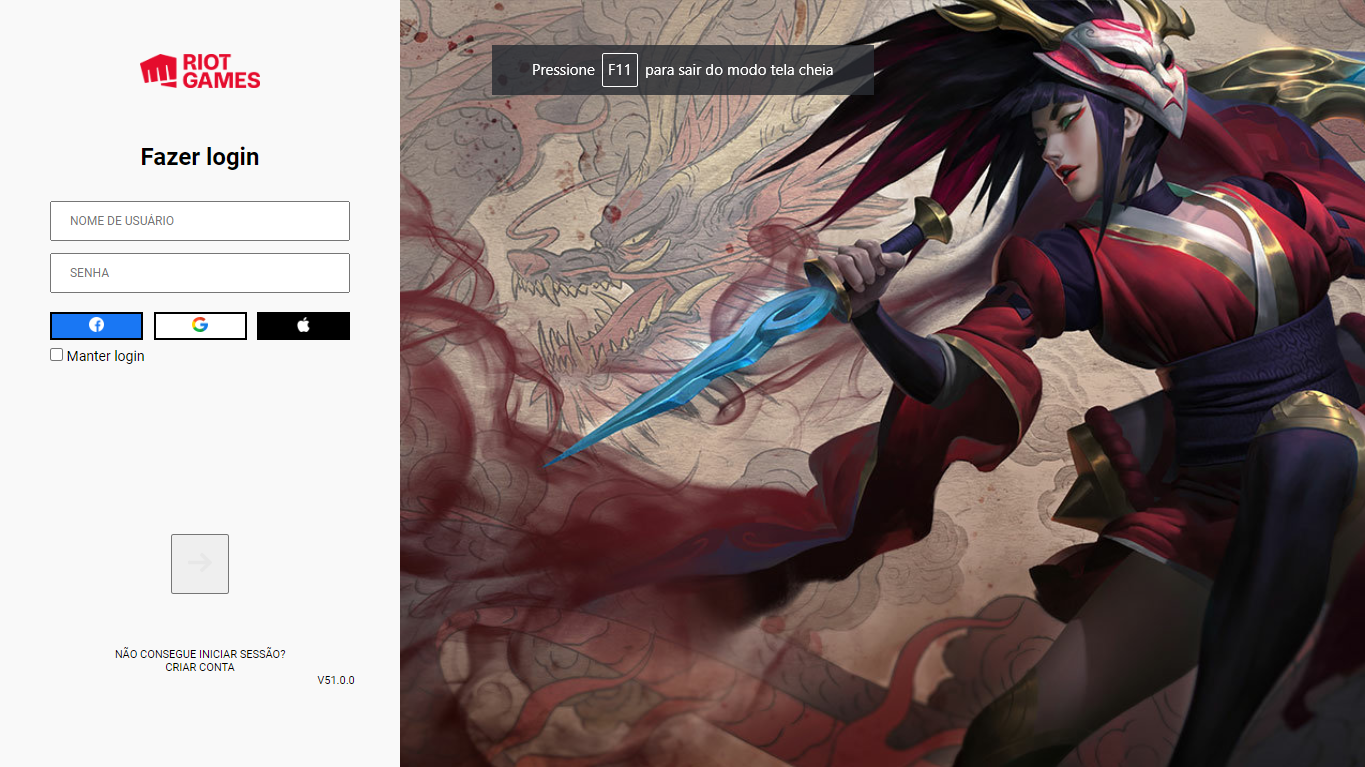 RIOT
GAMES
Pressione F11 para sair do modo tela cheia
Fazer login
NOME DE USUÁRIO
SENHA
Manter login
NÃO CONSEGUE INICIAR SESSÃO?
CRIAR CONTA
V51.0.0